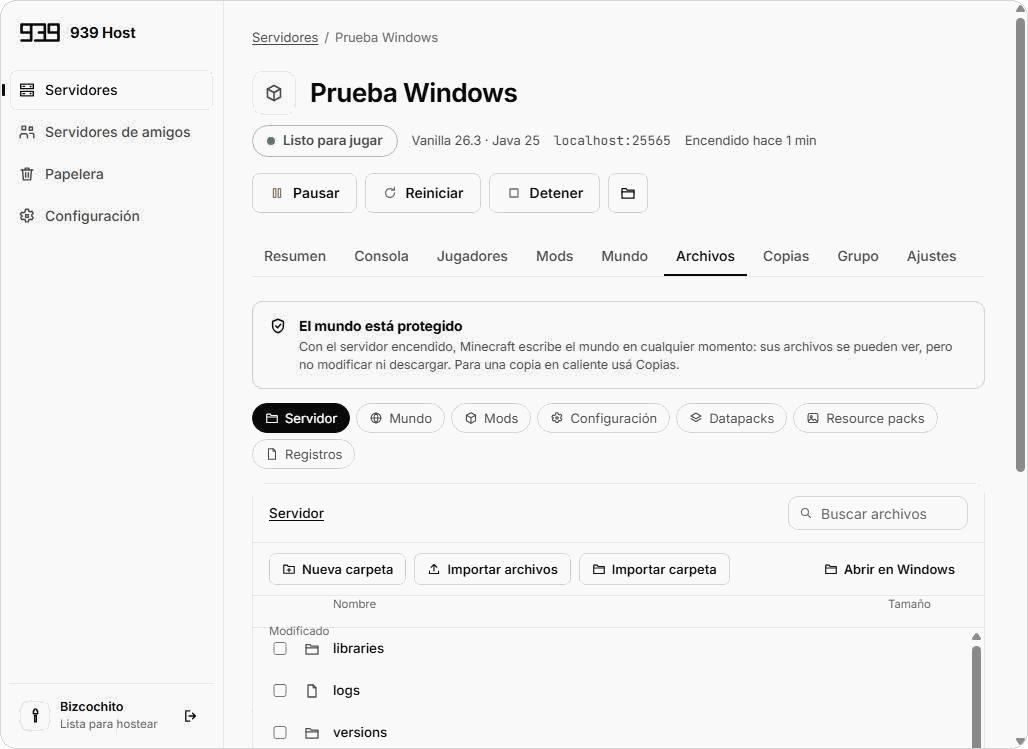 939 939 Host
Servidores
Servidores de amigos
Papelera
Configuración
Servidores / Prueba Windows
Prueba Windows
Listo para jugar Vanilla 26.3 · Java 25 localhost:25565 Encendido hace 1 min
Pausar Reiniciar Detener
Resumen Consola Jugadores Mods Mundo Archivos Copias Grupo Ajustes
El mundo está protegido
Con el servidor encendido, Minecraft escribe el mundo en cualquier momento: sus archivos se pueden ver, pero
no modificar ni descargar. Para una copia en caliente usá Copias.
Servidor Mundo Mods Configuración Datapacks Resource packs
Registros
Servidor Buscar archivos
Nueva carpeta Importar archivos Importar carpeta Abrir en Windows
Nombre Tamaño
Modificado
libraries
logs
versions
Bizcochito
Lista para hostear